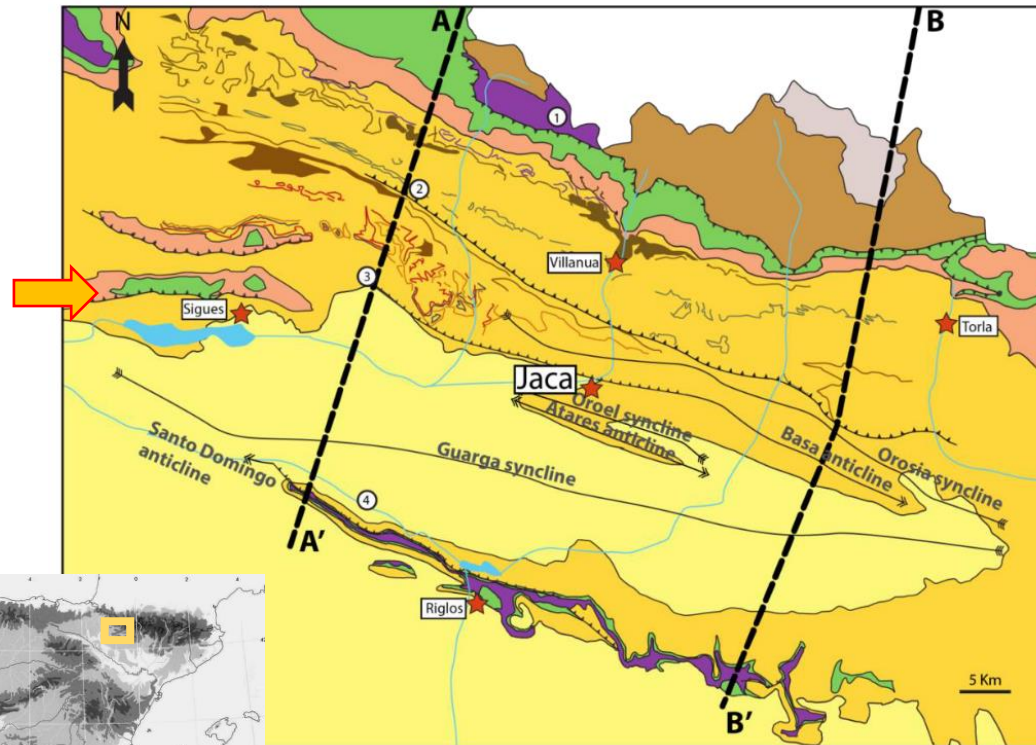 N
A
B
1
2
3
Villanua
Sigues
Torla
Jaca
Oroel syncline
Atares anticline
Basa anticline
Orosia syncline
Santo Domingo
anticline
Guarga syncline
4
A'
Riglos
5 Km
B'